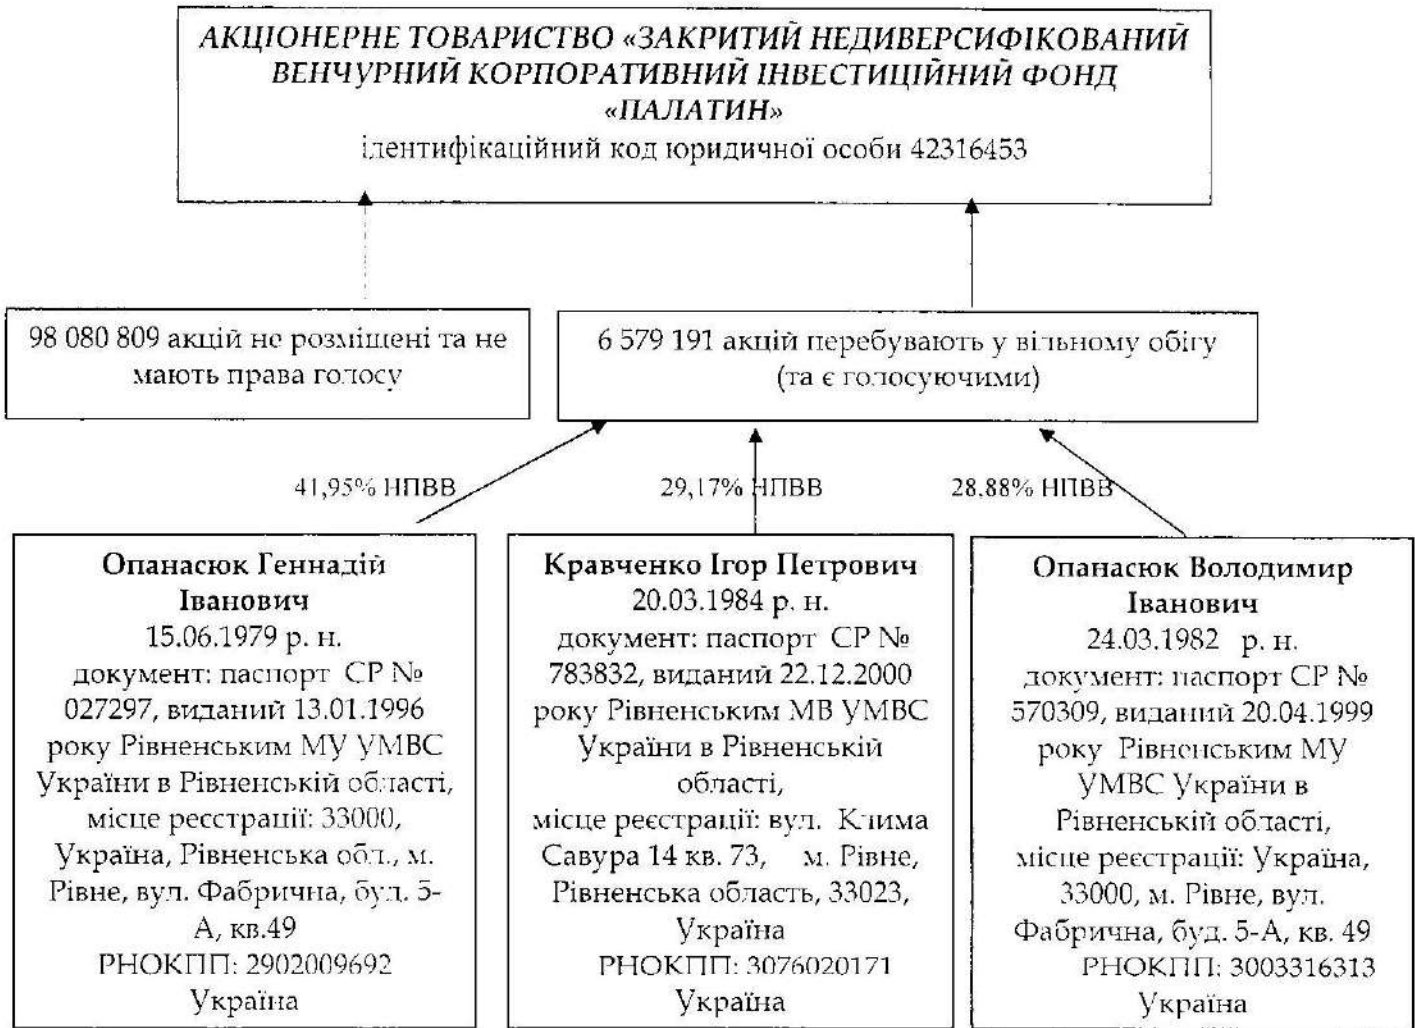 АКЦІОНЕРНЕ ТОВАРИСТВО «ЗАКРИТИЙ НЕДИВЕРСИФІКОВАНИЙ
ВЕНЧУРНИЙ КОРПОРАТИВНИЙ ІНВЕСТИЦІЙНИЙ ФОНД
«ПАЛАТИН»
ідентифікаційний код юридичної особи 42316453
98 080 809 акцій не розміщені та не
мають права голосу
6 579 191 акцій перебувають у вільному обігу
(та є голосуючими)
41,95% НПВВ
29,17% НПВВ
28,88% НПВВ
Опанасюк Геннадій
Іванович
15.06.1979 р. н.
документ: паспорт СР №
027297, виданий 13.01.1996
року Рівненським МУ УМВС
України в Рівненській області,
місце реєстрації: 33000,
Україна, Рівненська обл., м.
Рівне, вул. Фабрична, буд. 5-
А, кв.49
РНОКПП: 2902009692
Україна
Кравченко Ігор Петрович
20.03.1984 р. н.
документ: паспорт СР №
783832, виданий 22.12.2000
року Рівненським МВ УМВС
України в Рівненській
області,
місце реєстрації: вул. Клима
Савура 14 кв. 73, м. Рівне,
Рівненська область, 33023,
Україна
РНОКПП: 3076020171
Україна
Опанасюк Володимир
Іванович
24.03.1982 р. н.
документ: паспорт СР №
570309, виданий 20.04.1999
року Рівненським МУ
УМВС України в
Рівненській області,
місце реєстрації: Україна,
33000, м. Рівне, вул.
Фабрична, буд. 5-А, кв. 49
РНОКПП: 3003316313
Україна